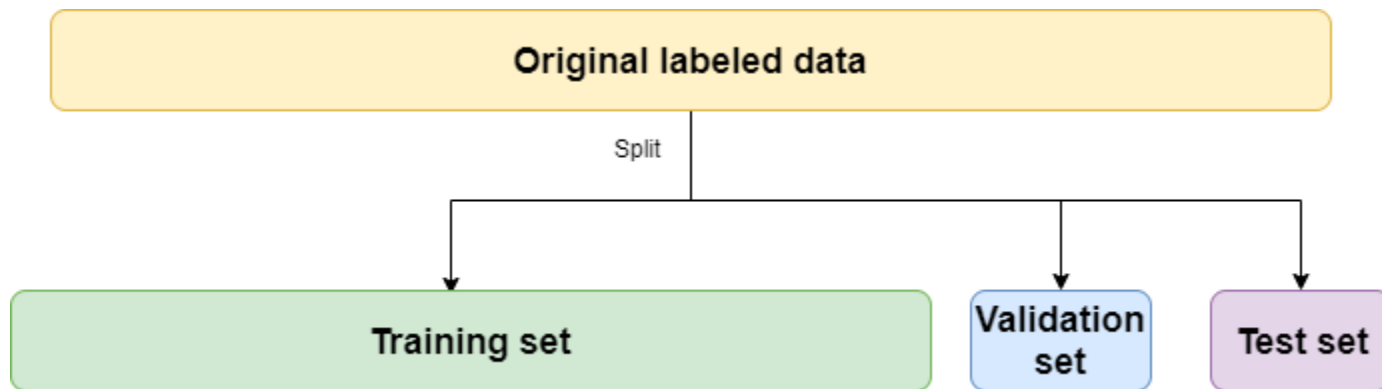 Original labeled data
Split
Training set
Validation
set
Test set